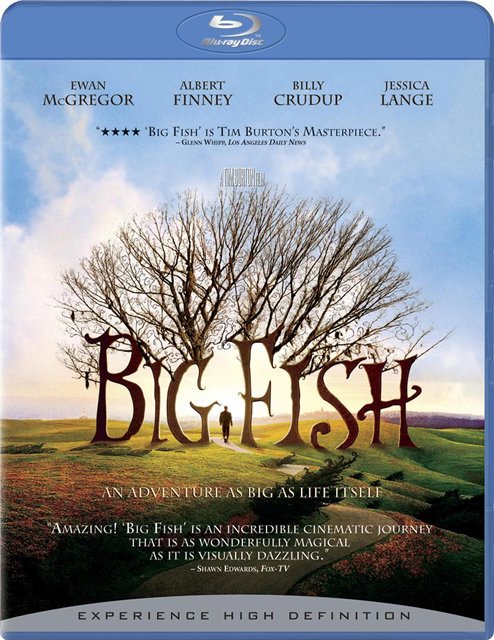 Blu-ray Disc
EWAN McGREGOR
ALBERT FINNEY
BILLY CRUDUP
JESSICA LANGE
"★★★★ 'BIG FISH' IS TIM BURTON'S MASTERPIECE."
– GLENN WHIPP, LOS ANGELES DAILY NEWS
A TIM BURTON FILM
BIG FISH
AN ADVENTURE AS BIG AS LIFE ITSELF
"AMAZING! 'BIG FISH' IS AN INCREDIBLE CINEMATIC JOURNEY
THAT IS AS WONDERFULLY MAGICAL
AS IT IS VISUALLY DAZZLING."
– SHAWN EDWARDS, FOX-TV
EXPERIENCE HIGH DEFINITION